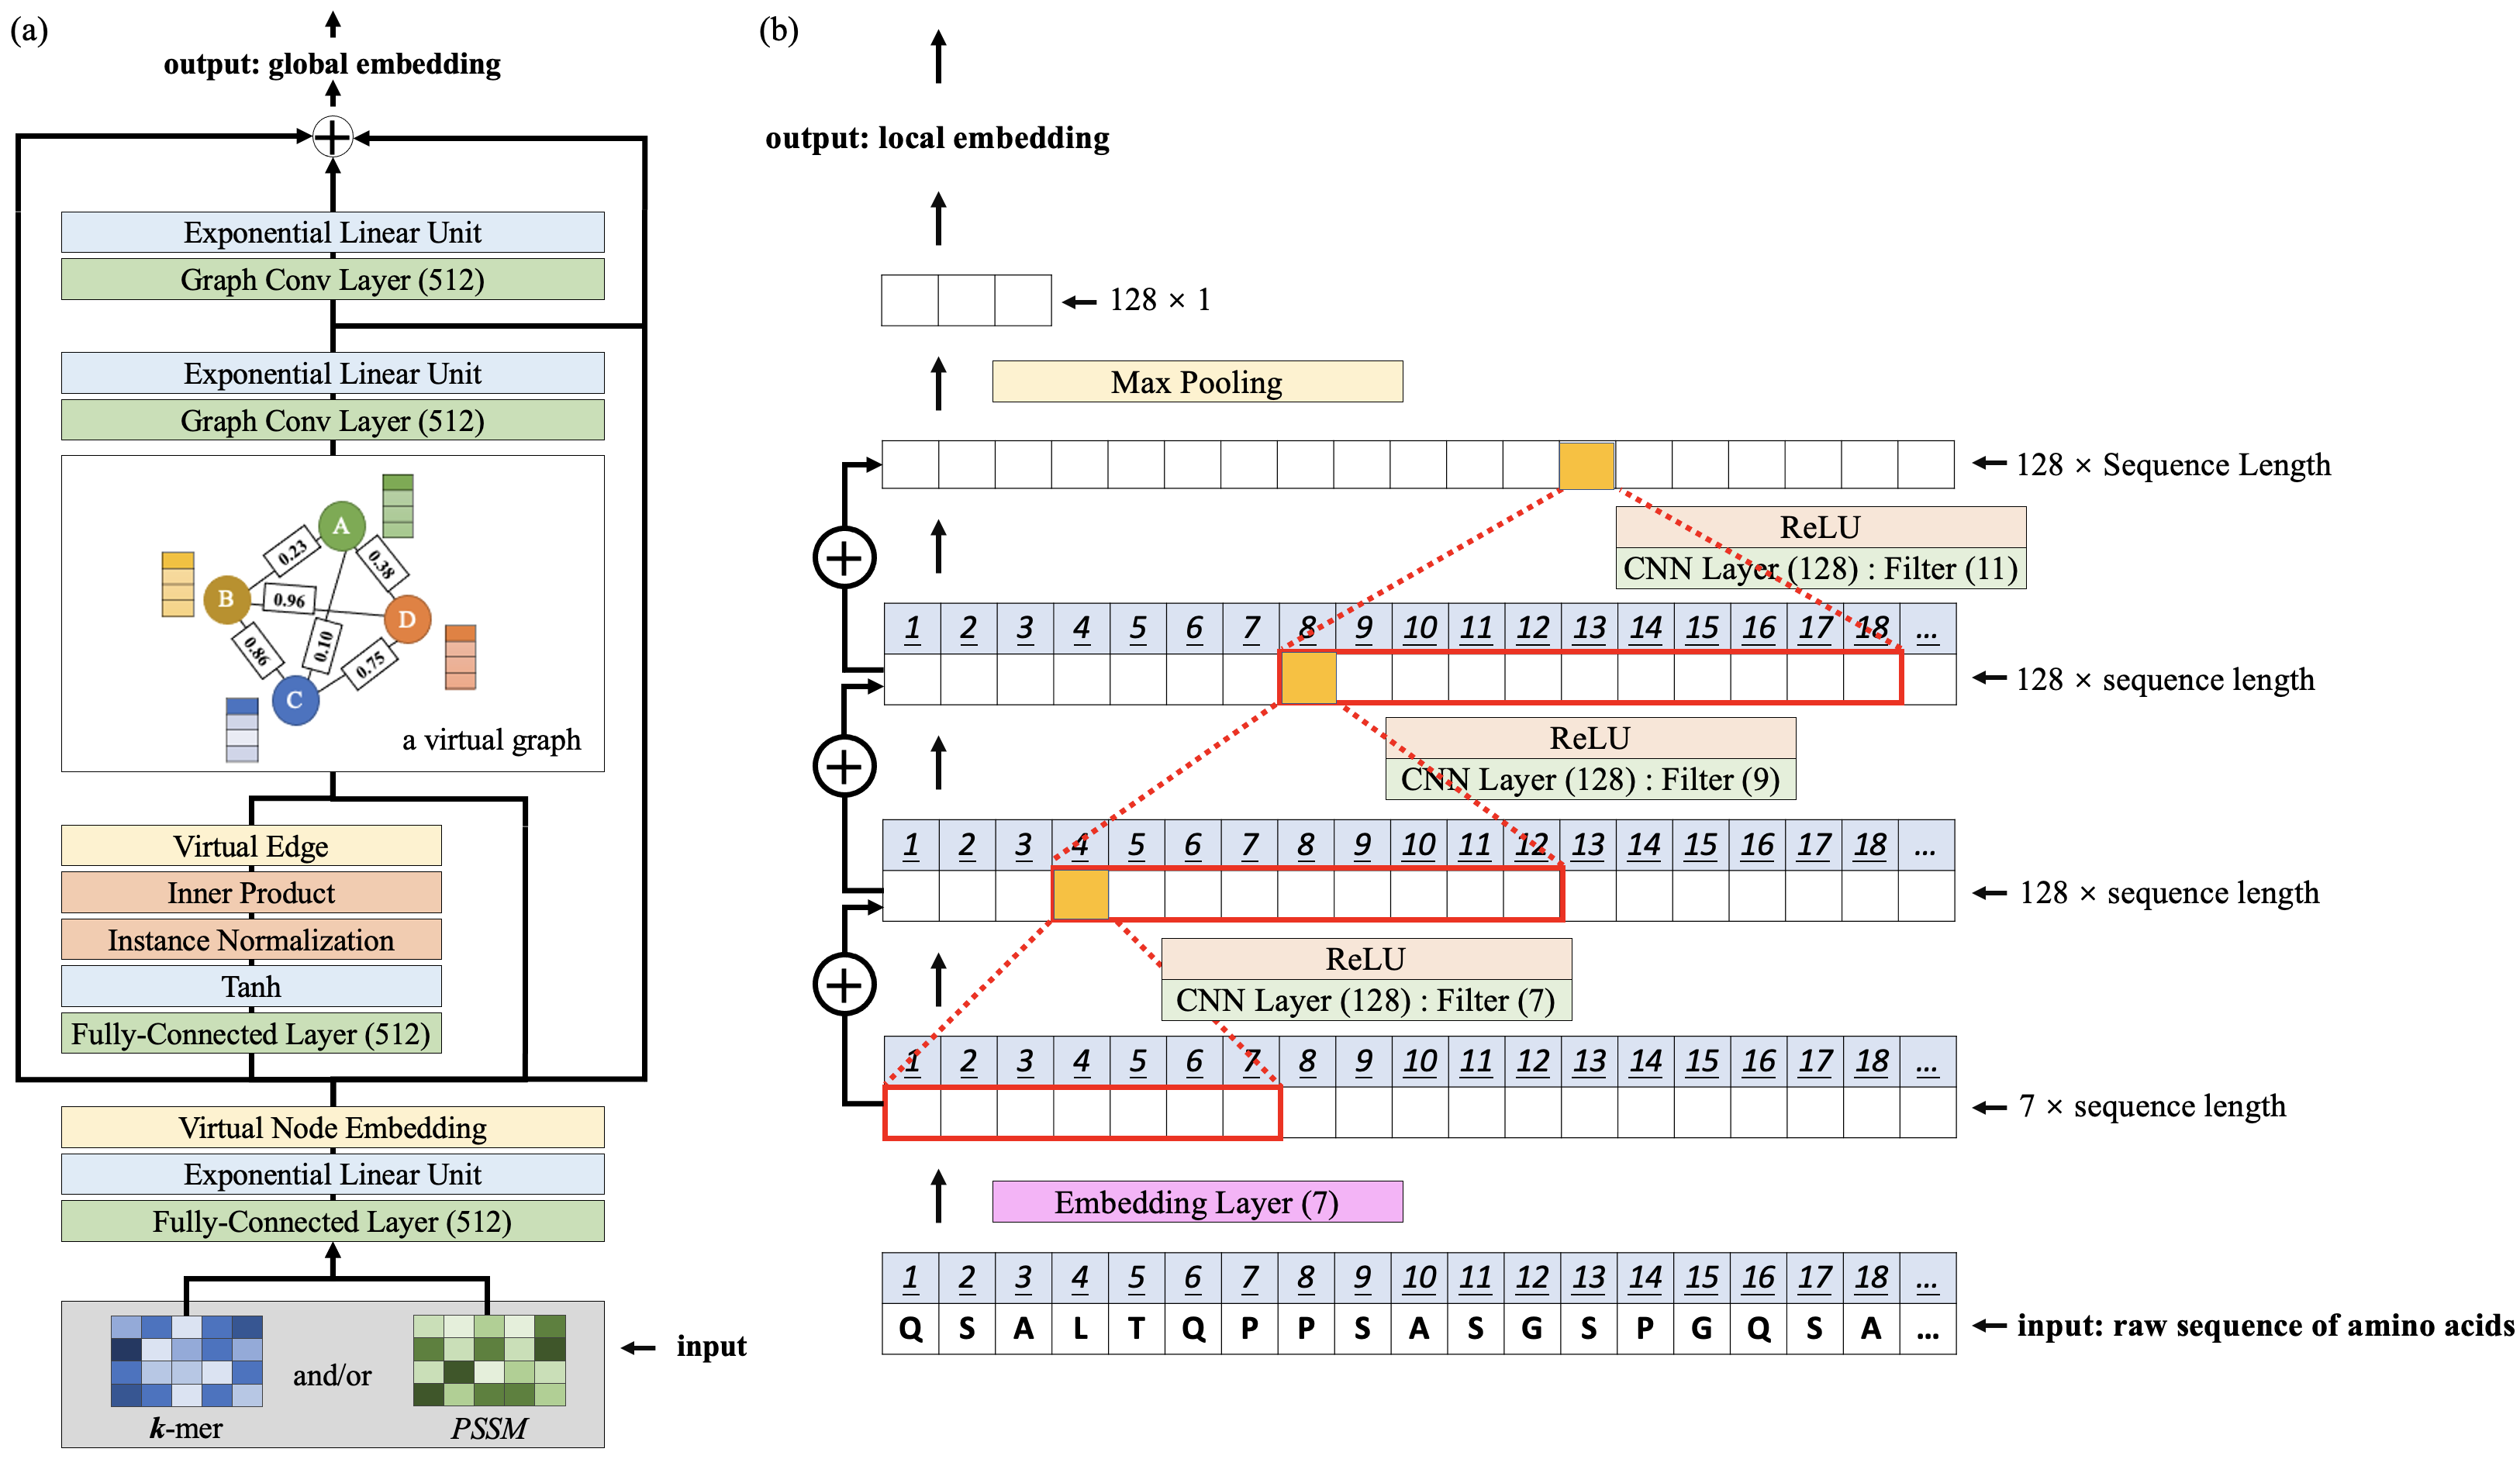 (a)
output: global embedding
Exponential Linear Unit
Graph Conv Layer (512)
Exponential Linear Unit
Graph Conv Layer (512)
A
0.23
0.38
B
0.96
D
0.86
0.10
0.75
C
a virtual graph
Virtual Edge
Inner Product
Instance Normalization
Tanh
Fully-Connected Layer (512)
Virtual Node Embedding
Exponential Linear Unit
Fully-Connected Layer (512)
and/or
k-mer
PSSM
input
(b)
output: local embedding
128 × 1
Max Pooling
128 × Sequence Length
ReLU
CNN Layer (128) : Filter (11)
1 2 3 4 5 6 7 8 9 10 11 12 13 14 15 16 17 18 ...
128 × sequence length
ReLU
CNN Layer (128) : Filter (9)
1 2 3 4 5 6 7 8 9 10 11 12 13 14 15 16 17 18 ...
128 × sequence length
ReLU
CNN Layer (128) : Filter (7)
1 2 3 4 5 6 7 8 9 10 11 12 13 14 15 16 17 18 ...
7 × sequence length
Embedding Layer (7)
1 2 3 4 5 6 7 8 9 10 11 12 13 14 15 16 17 18 ...
Q S A L T Q P P S A S G S P G Q S A ...
input: raw sequence of amino acids